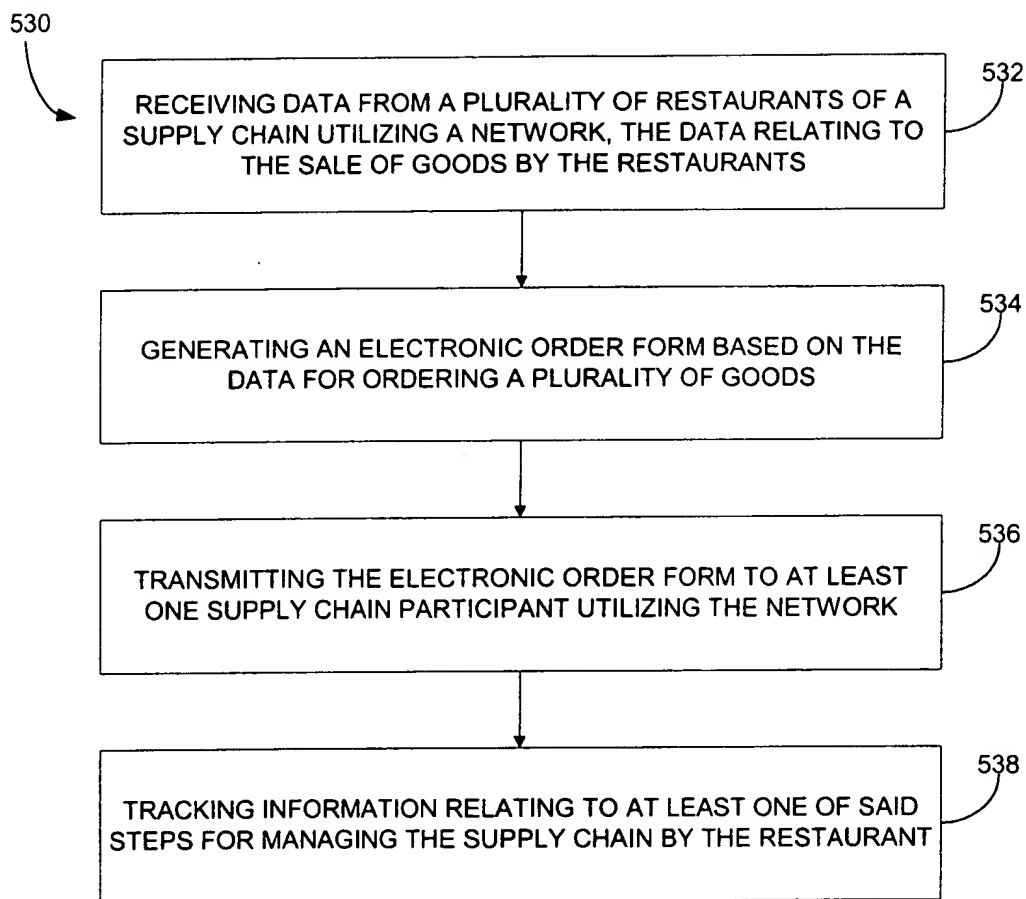 530
532
RECEIVING DATA FROM A PLURALITY OF RESTAURANTS OF A
SUPPLY CHAIN UTILIZING A NETWORK, THE DATA RELATING TO
THE SALE OF GOODS BY THE RESTAURANTS
534
GENERATING AN ELECTRONIC ORDER FORM BASED ON THE
DATA FOR ORDERING A PLURALITY OF GOODS
536
TRANSMITTING THE ELECTRONIC ORDER FORM TO AT LEAST
ONE SUPPLY CHAIN PARTICIPANT UTILIZING THE NETWORK
538
TRACKING INFORMATION RELATING TO AT LEAST ONE OF SAID
STEPS FOR MANAGING THE SUPPLY CHAIN BY THE RESTAURANT